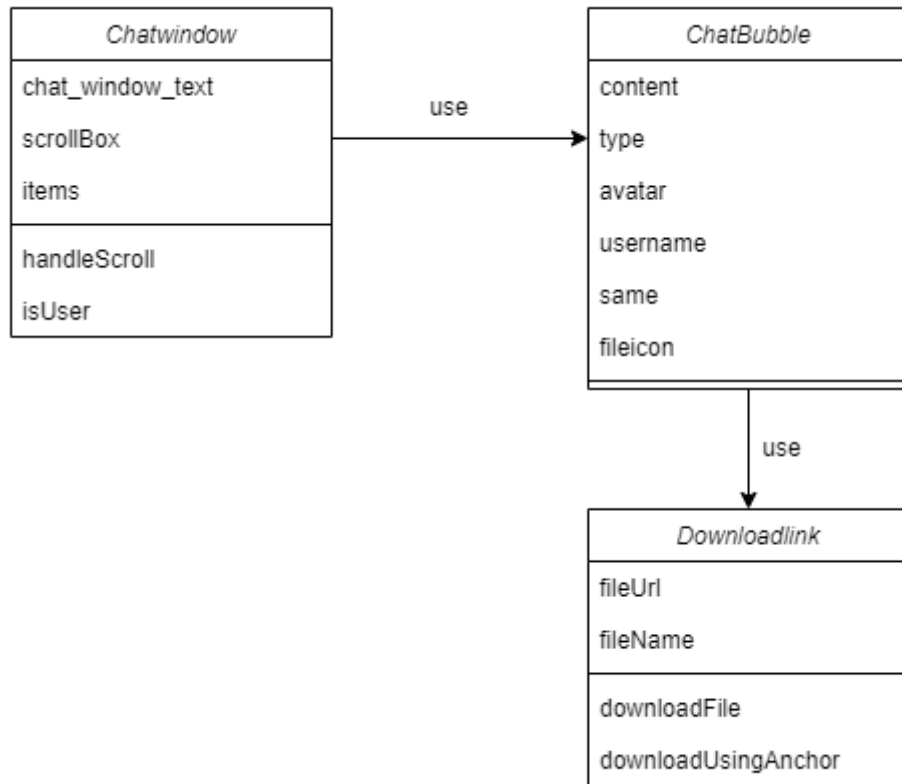 Chatwindow
chat_window_text
scrollBox
items
handleScroll
isUser
use
ChatBubble
content
type
avatar
username
same
fileicon
use
Downloadlink
fileUrl
fileName
downloadFile
downloadUsingAnchor